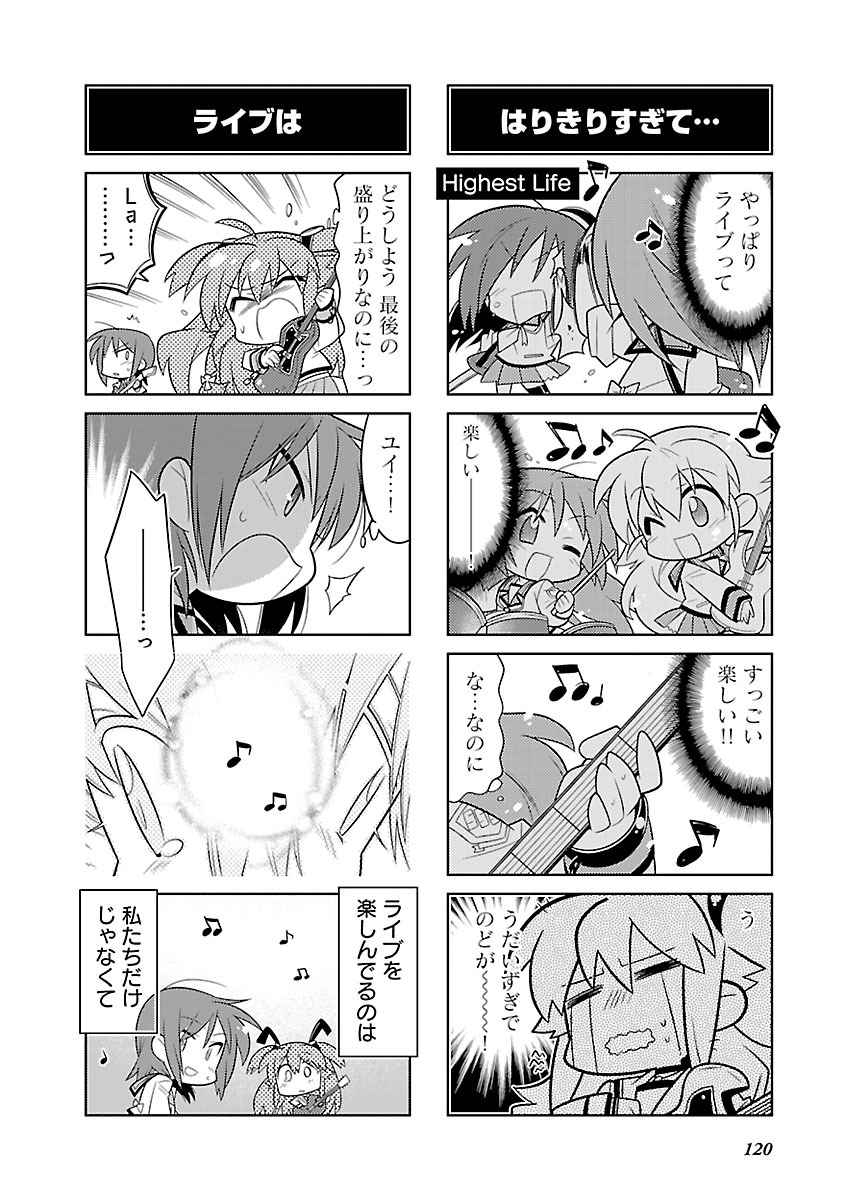 はりきりすぎて…
Highest Life
やっぱり
ライブって
楽しい――!
すっごい
楽しい!!
な…なのに
う
うたいすぎで
のどが~~~!
ライブは
どうしよう 最後の
盛り上がりなのに…っ
La…
―………っ
ユイ…!
――……っ
ライブを
楽しんでるのは
私たちだけ
じゃなくて
120